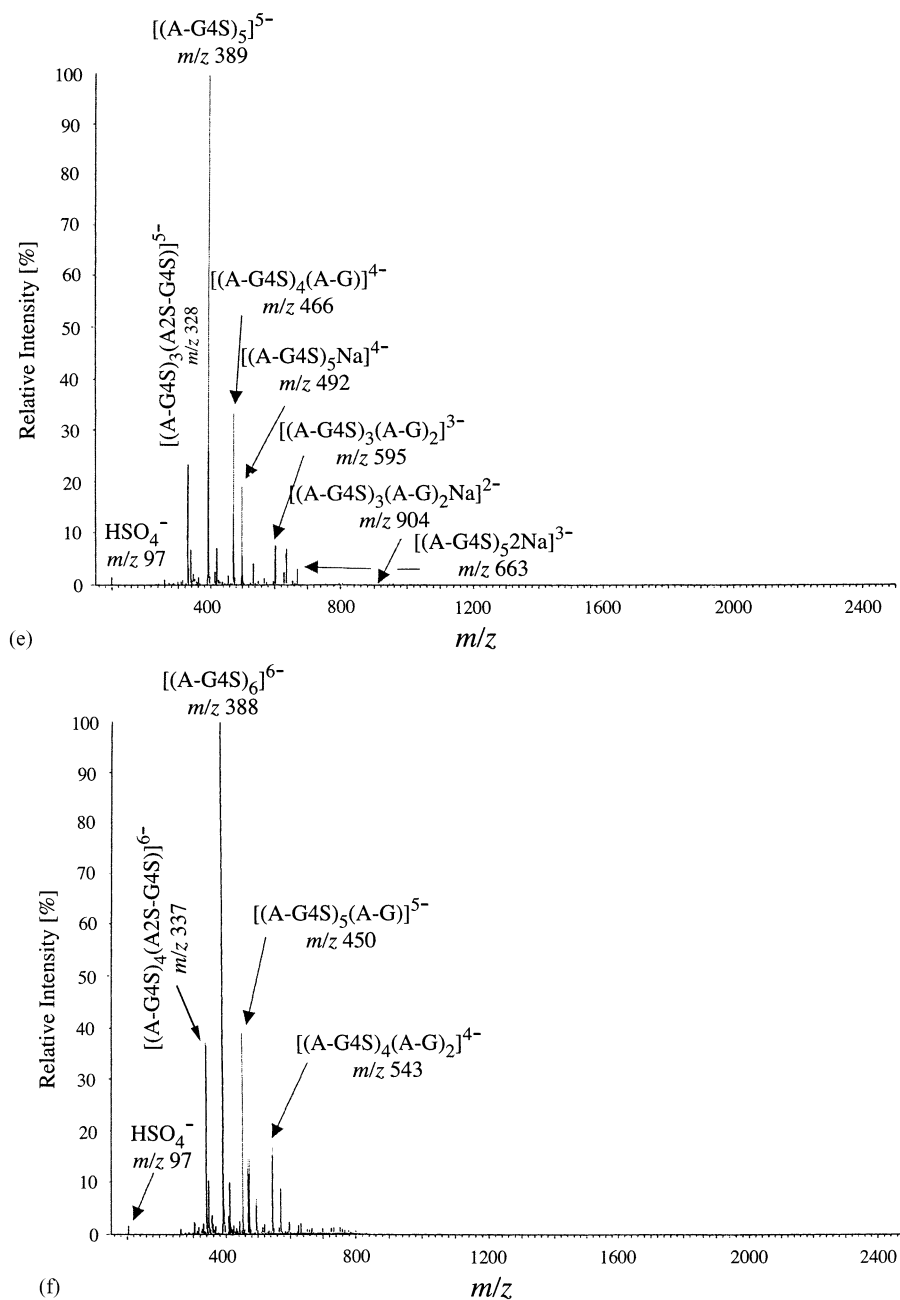 [(A-G4S)5]5-
m/z 389
100
90
80
70
60
50
40
30
20
10
0
Relative Intensity [%]
[(A-G4S)3(A2S-G4S)]5-
m/z 328
[(A-G4S)4(A-G)]4-
m/z 466
[(A-G4S)5Na]4-
m/z 492
[(A-G4S)3(A-G)2]3-
m/z 595
[(A-G4S)3(A-G)2Na]2-
m/z 904
[(A-G4S)52Na]3-
m/z 663
HSO4-
m/z 97
400 800 1200 1600 2000 2400
m/z
(e)
[(A-G4S)6]6-
m/z 388
100
90
80
70
60
50
40
30
20
10
0
Relative Intensity [%]
[(A-G4S)4(A2S-G4S)]6-
m/z 337
[(A-G4S)5(A-G)]5-
m/z 450
[(A-G4S)4(A-G)2]4-
m/z 543
HSO4-
m/z 97
400 800 1200 1600 2000 2400
m/z
(f)